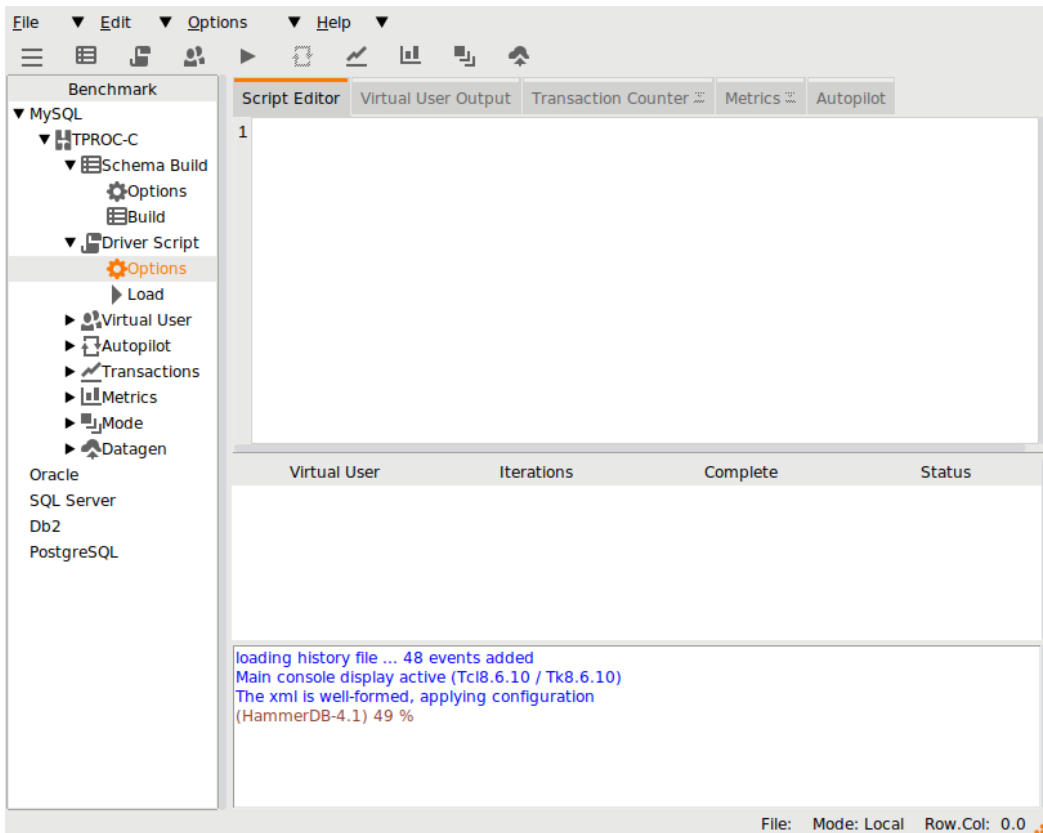 File Edit Options Help
Benchmark
MySQL
TPROC-C
Schema Build
Options
Build
Driver Script
Options
Load
Virtual User
Autopilot
Transactions
Metrics
Mode
Datagen
Oracle
SQL Server
Db2
PostgreSQL
Script Editor Virtual User Output Transaction Counter Metrics Autopilot
1
Virtual User Iterations Complete Status
loading history file ... 48 events added
Main console display active (Tcl8.6.10 / Tk8.6.10)
The xml is well-formed, applying configuration
(HammerDB-4.1) 49 %
File: Mode: Local Row.Col: 0.0